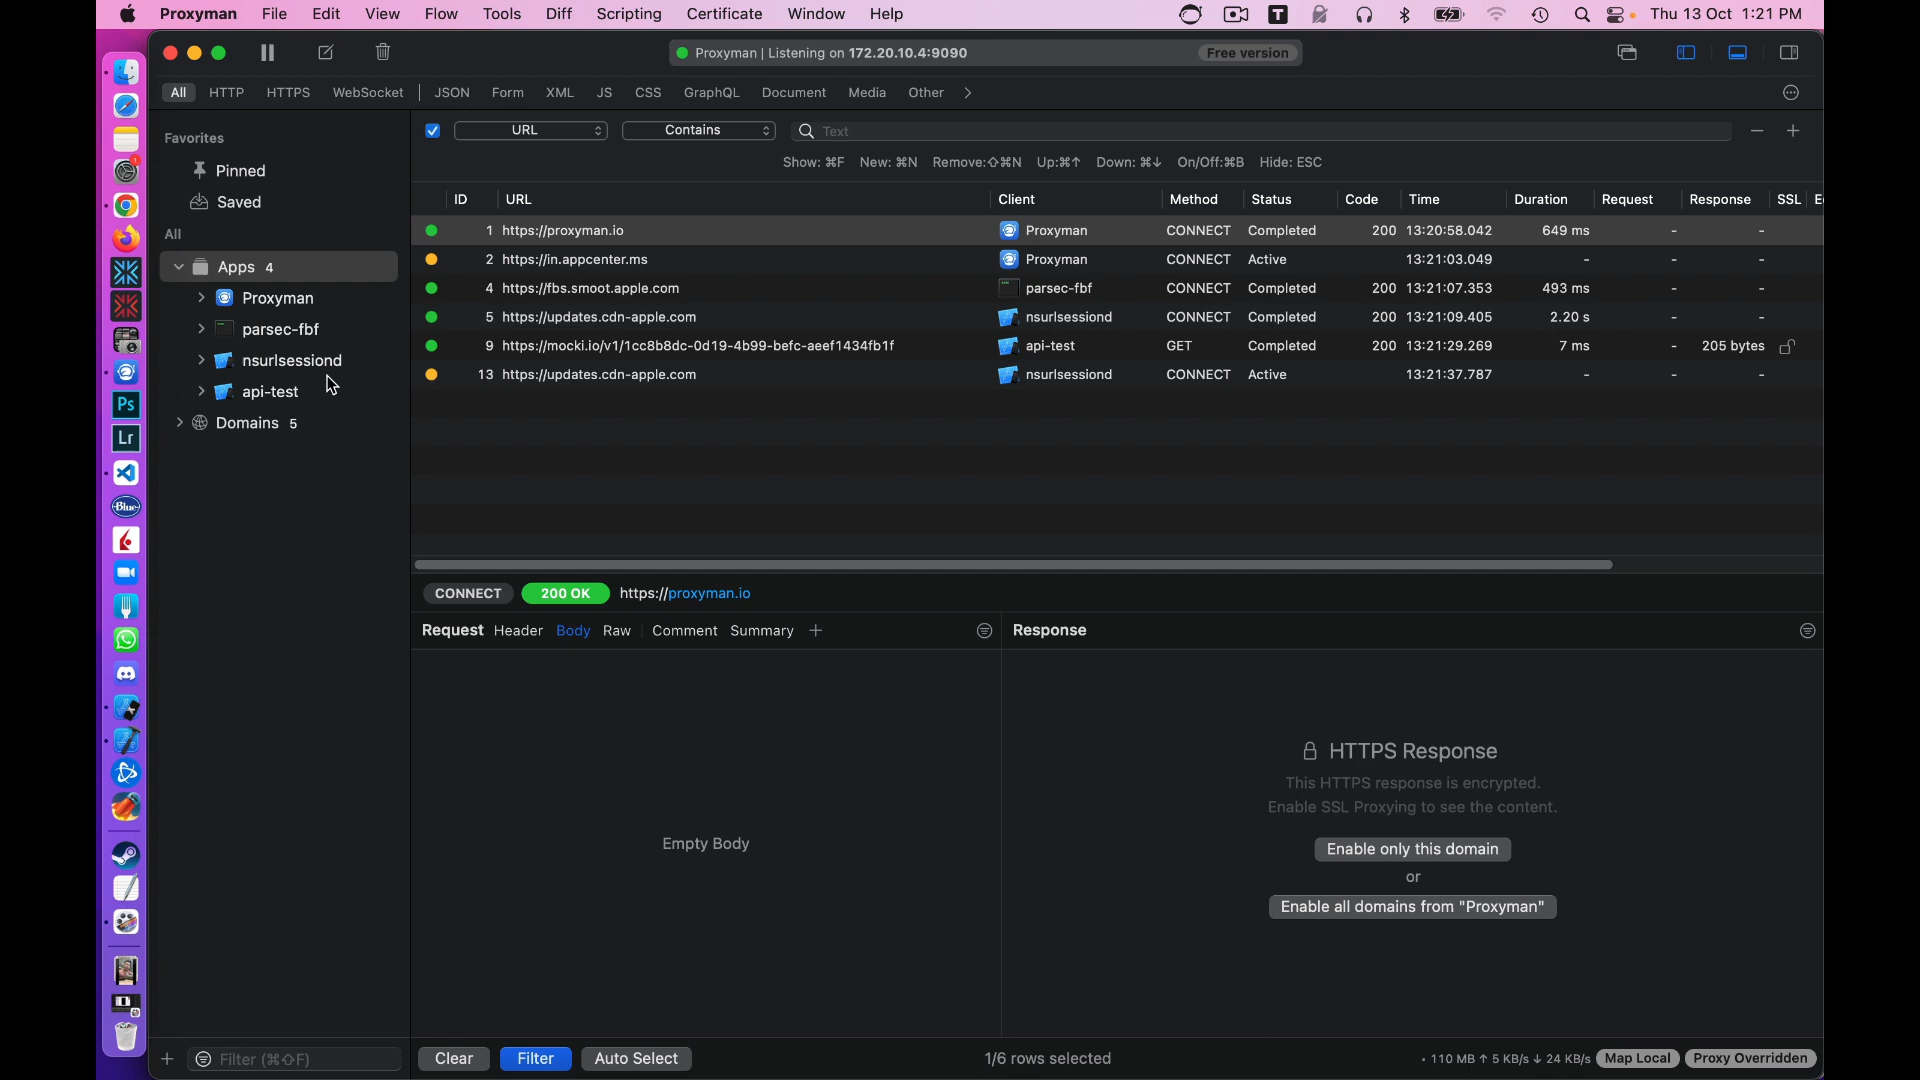 Proxyman File Edit View Flow Tools Diff Scripting Certificate Window Help Thu 13 Oct 1:21 PM
Proxyman | Listening on 172.20.10.4:9090 Free version
All HTTP HTTPS WebSocket JSON Form XML JS CSS GraphQL Document Media Other
Favorites
Pinned
Saved
All
Apps 4
Proxyman
parsec-fbf
nsurlsessiond
api-test
Domains 5
URL Contains Text
Show: ⌘F New: ⌘N Remove:⇧⌘N Up:⌘↑ Down: ⌘↓ On/Off:⌘B Hide: ESC
ID URL Client Method Status Code Time Duration Request Response SSL
1 https://proxyman.io Proxyman CONNECT Completed 200 13:20:58.042 649 ms - -
2 https://in.appcenter.ms Proxyman CONNECT Active 13:21:03.049 - - -
4 https://fbs.smoot.apple.com parsec-fbf CONNECT Completed 200 13:21:07.353 493 ms - -
5 https://updates.cdn-apple.com nsurlsessiond CONNECT Completed 200 13:21:09.405 2.20 s - -
9 https://mocki.io/v1/1cc8b8dc-0d19-4b99-befc-aeef1434fb1f api-test GET Completed 200 13:21:29.269 7 ms - 205 bytes
13 https://updates.cdn-apple.com nsurlsessiond CONNECT Active 13:21:37.787 - - -
CONNECT 200 OK https://proxyman.io
Request Header Body Raw Comment Summary +
Response
Empty Body
HTTPS Response
This HTTPS response is encrypted.
Enable SSL Proxying to see the content.
Enable only this domain
or
Enable all domains from "Proxyman"
Filter (⌘⇧F)
Clear Filter Auto Select 1/6 rows selected • 110 MB ↑ 5 KB/s ↓ 24 KB/s Map Local Proxy Overridden
Ps
Lr
Blue